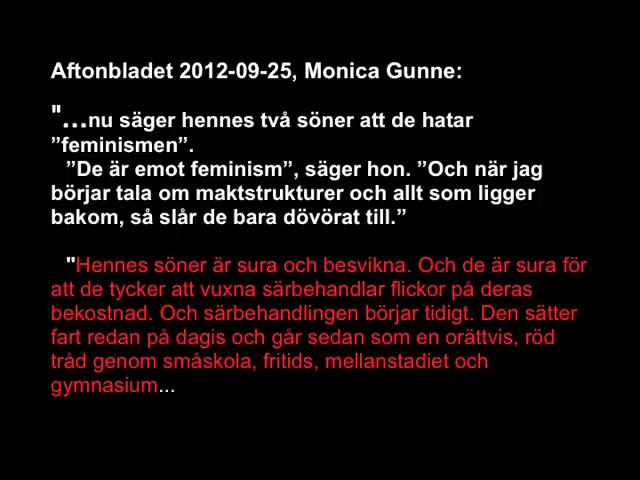 Aftonbladet 2012-09-25, Monica Gunne:
"...nu säger hennes två söner att de hatar
”feminismen”.
”De är emot feminism”, säger hon. ”Och när jag
börjar tala om maktstrukturer och allt som ligger
bakom, så slår de bara dövörat till.”
"Hennes söner är sura och besvikna. Och de är sura för
att de tycker att vuxna särbehandlar flickor på deras
bekostnad. Och särbehandlingen börjar tidigt. Den sätter
fart redan på dagis och går sedan som en orättvis, röd
tråd genom småskola, fritids, mellanstadiet och
gymnasium...